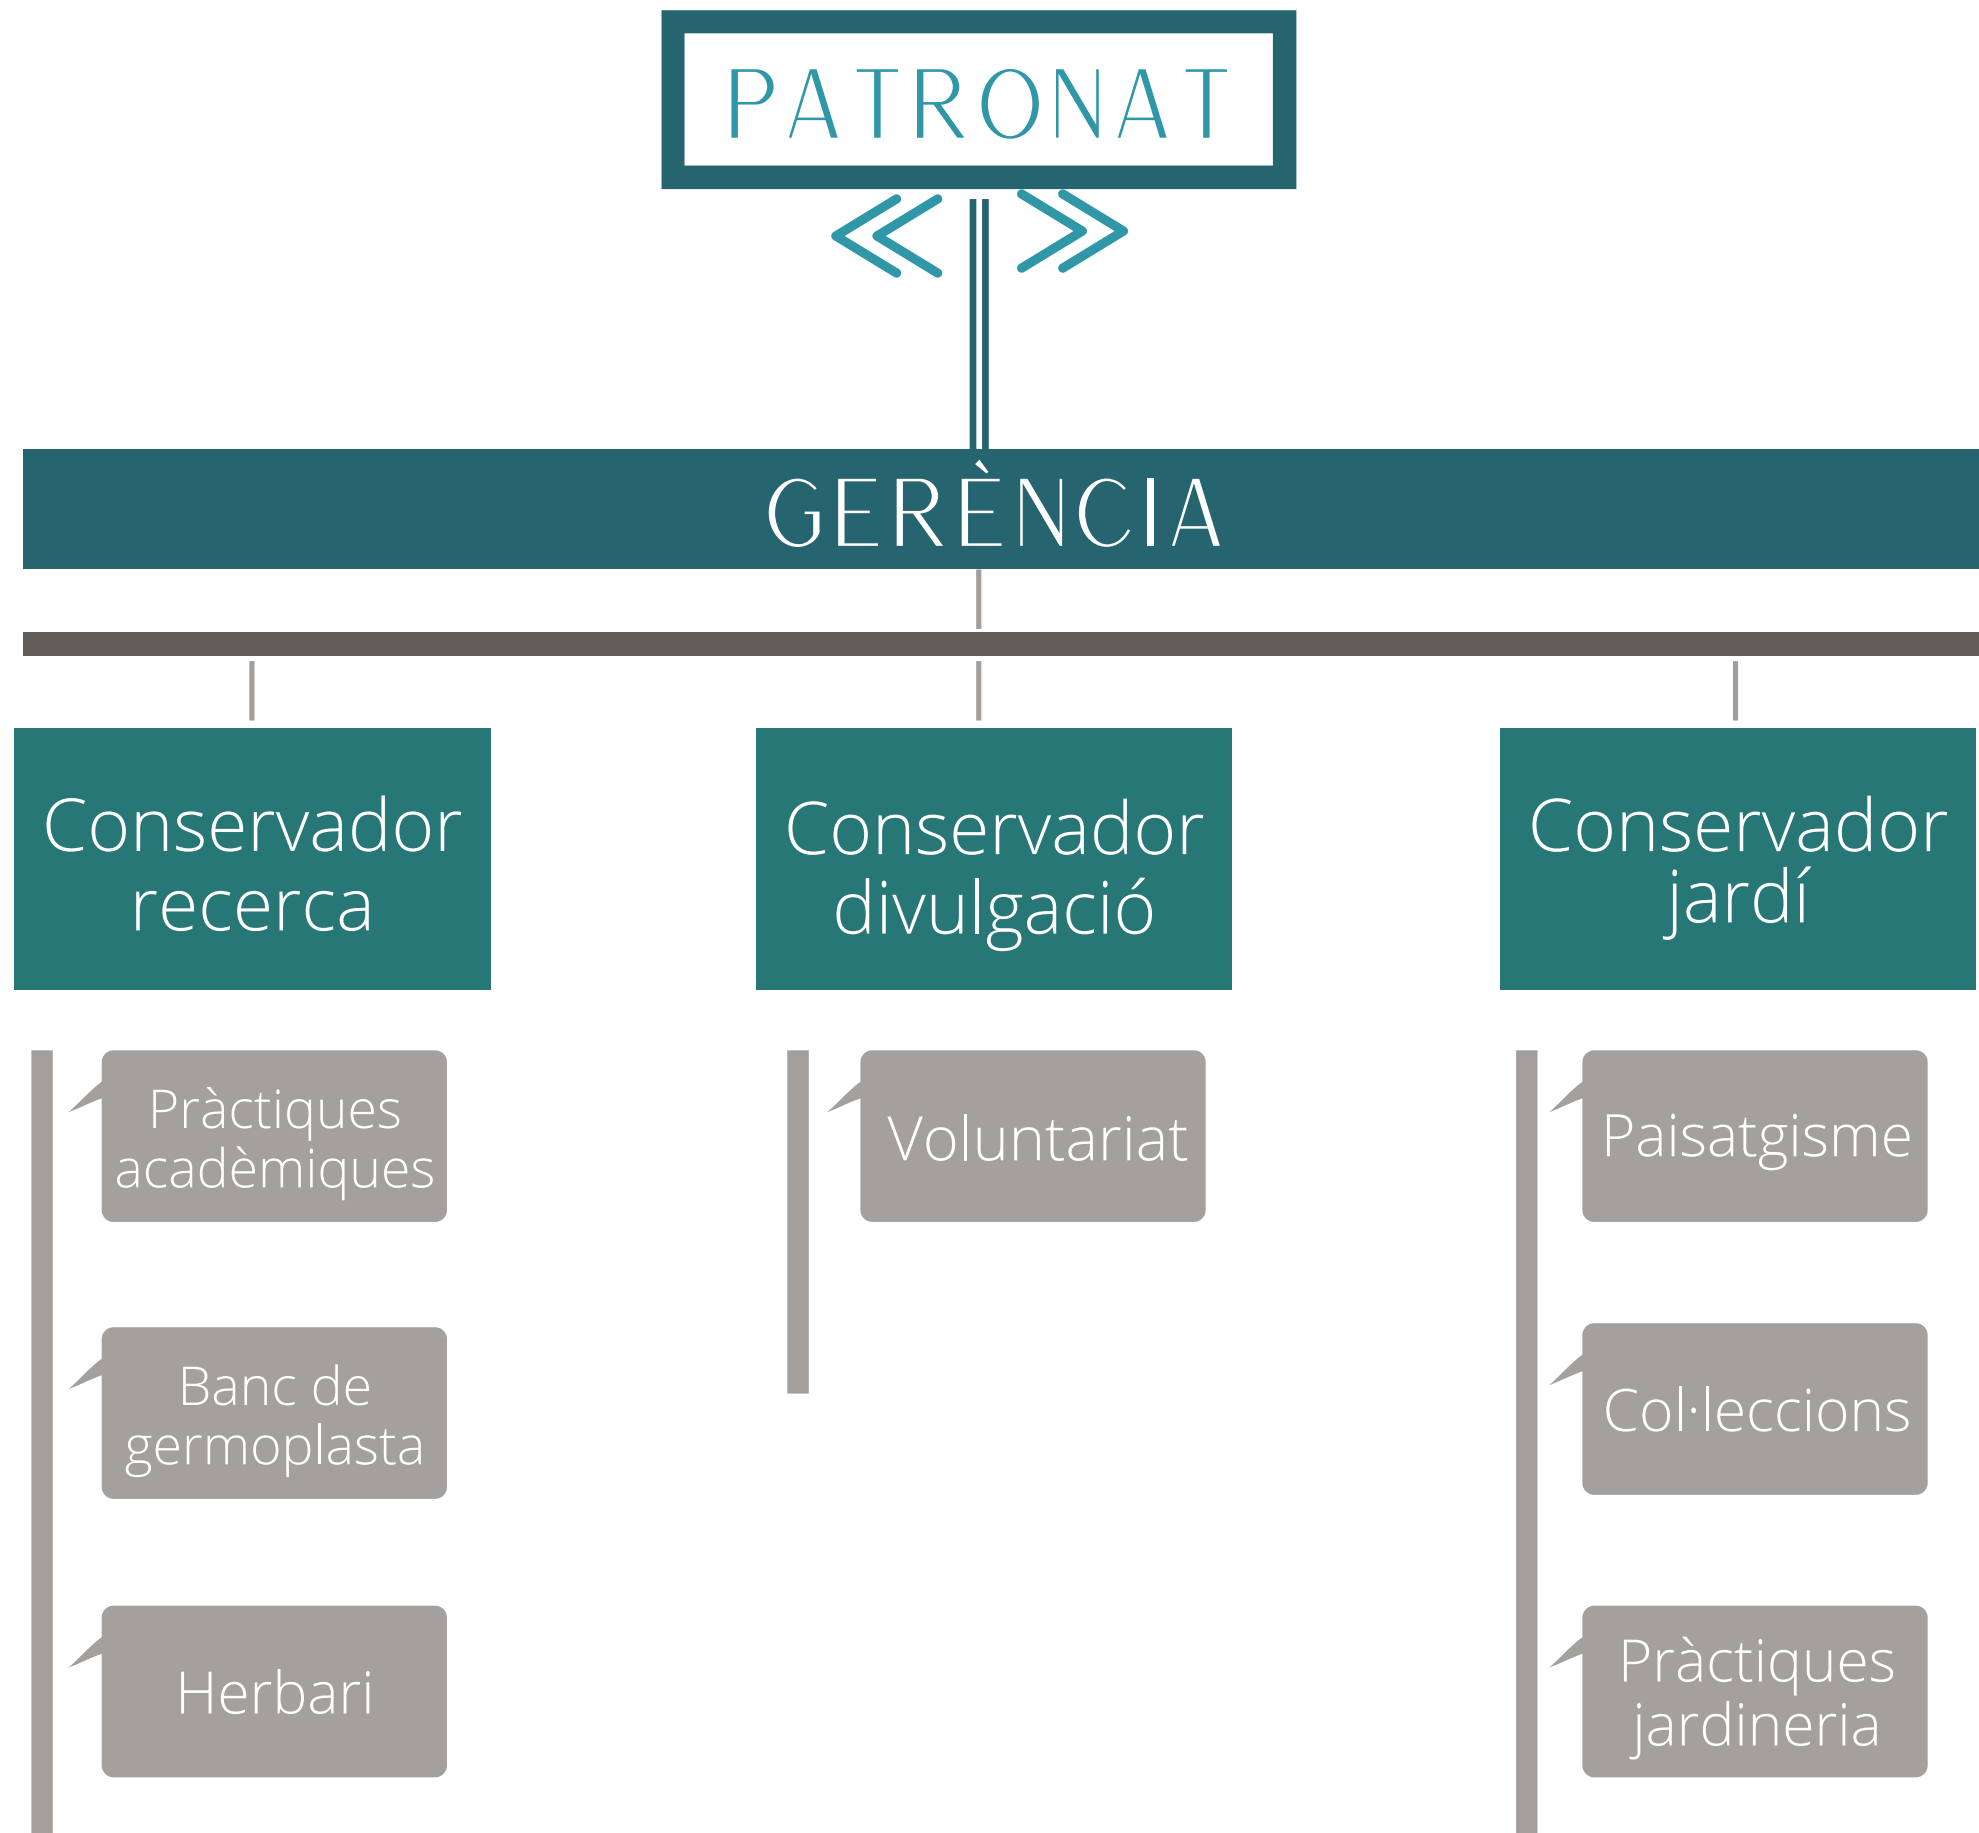 PATRONAT
GERÈNCIA
Conservador
recerca
Conservador
divulgació
Conservador
jardí
Pràctiques
acadèmiques
Banc de
germoplasta
Herbari
Voluntariat
Paisatgisme
Col·leccions
Pràctiques
jardineria